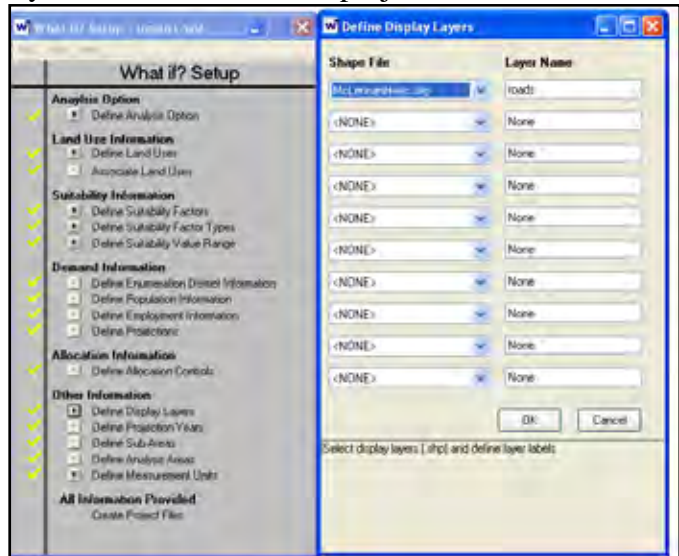 What if? Setup
Anaylsis Option
Define Analysis Option
Land Use Information
Define Land Uses
Associate Land Uses
Suitability Information
Define Suitability Factors
Define Suitability Factor Types
Define Suitability Value Range
Demand Information
Define Enumeration District Information
Define Population Information
Define Employment Information
Define Projections
Allocation Information
Define Allocation Controls
Other Information
Define Display Layers
Define Projection Years
Define Sub-Areas
Define Analysis Areas
Define Measurement Units
All Information Provided
Create Project Files
Define Display Layers
Shape File Layer Name
roads
<NONE> None
<NONE> None
<NONE> None
<NONE> None
<NONE> None
<NONE> None
<NONE> None
<NONE> None
<NONE> None
OK Cancel
Select display layers (.shp) and define layer labels